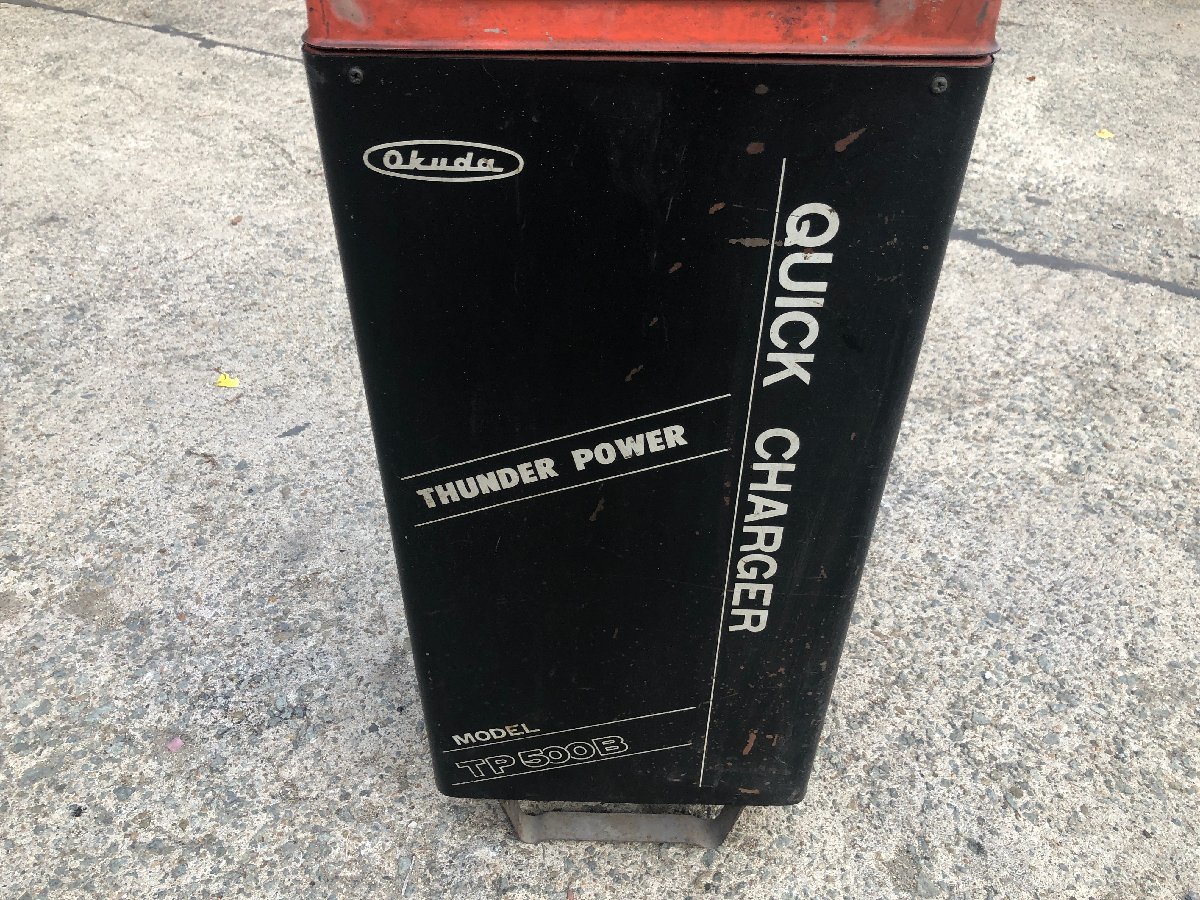 Okuda
QUICK CHARGER
THUNDER POWER
MODEL
TP500B